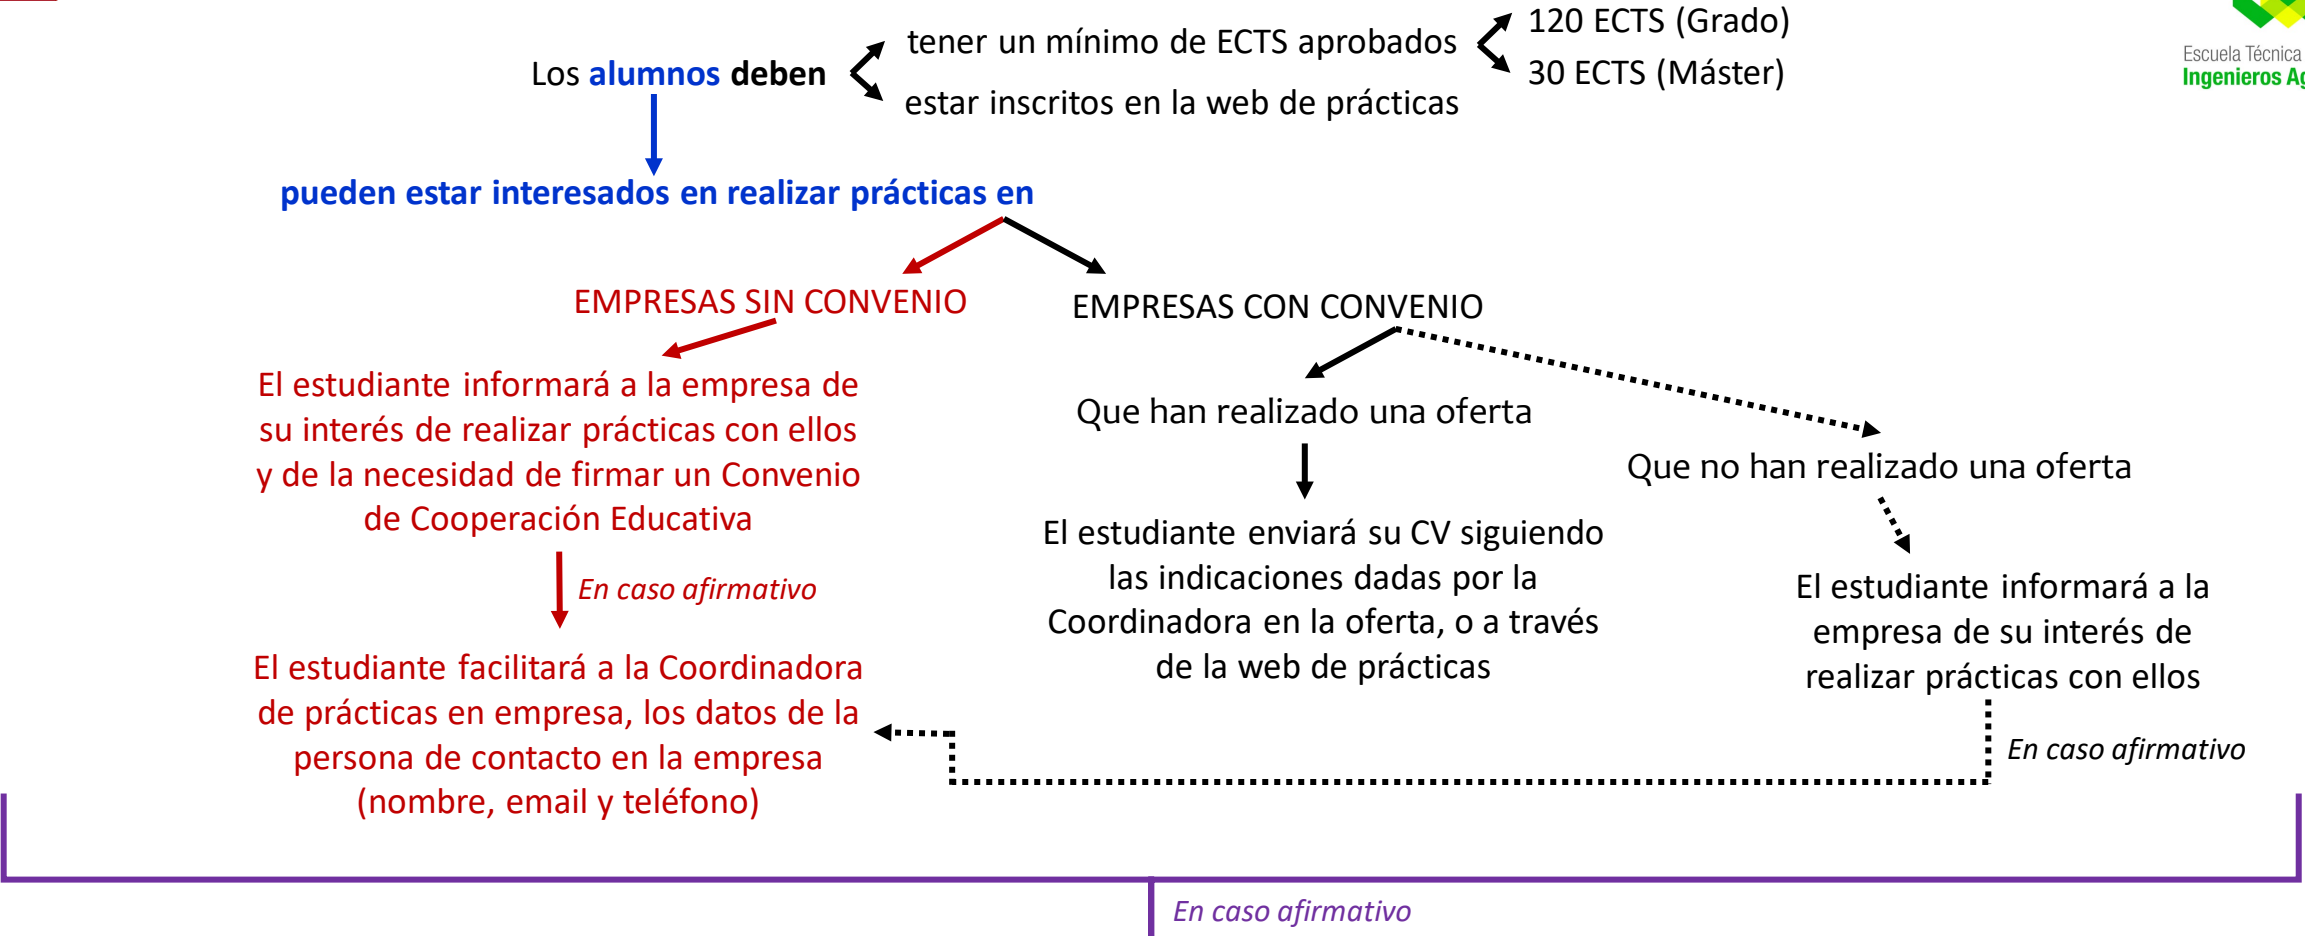 120 ECTS (Grado)
tener un mínimo de ECTS aprobados
Los alumnos deben
30 ECTS (Máster)
estar inscritos en la web de prácticas
Escuela Técnica
Ingenieros
pueden estar interesados en realizar prácticas en
EMPRESAS SIN CONVENIO
EMPRESAS CON CONVENIO
El estudiante informará a la empresa de
su interés de realizar prácticas con ellos
y de la necesidad de firmar un Convenio
de Cooperación Educativa
En caso afirmativo
El estudiante facilitará a la Coordinadora
de prácticas en empresa, los datos de la
persona de contacto en la empresa
(nombre, email y teléfono)
Que han realizado una oferta
El estudiante enviará su CV siguiendo
las indicaciones dadas por la
Coordinadora en la oferta, o a través
de la web de prácticas
Que no han realizado una oferta
El estudiante informará a la
empresa de su interés de
realizar prácticas con ellos
En caso afirmativo
En caso afirmativo